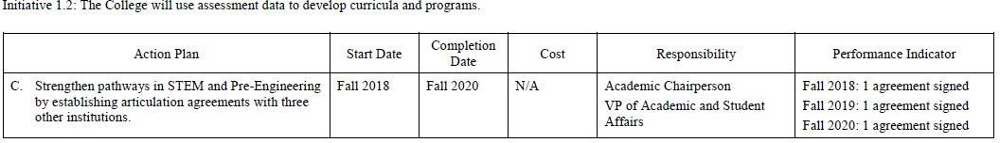 Initiative 1.2: The College will use assessment data to develop curricula and programs.
Action Plan
Start Date
Completion
Date
Cost
Responsibility
Performance Indicator
C. Strengthen pathways in STEM and Pre-Engineering
by establishing articulation agreements with three
other institutions.
Fall 2018
Fall 2020
N/A
Academic Chairperson
VP of Academic and Student
Affairs
Fall 2018: 1 agreement signed
Fall 2019: 1 agreement signed
Fall 2020: 1 agreement signed